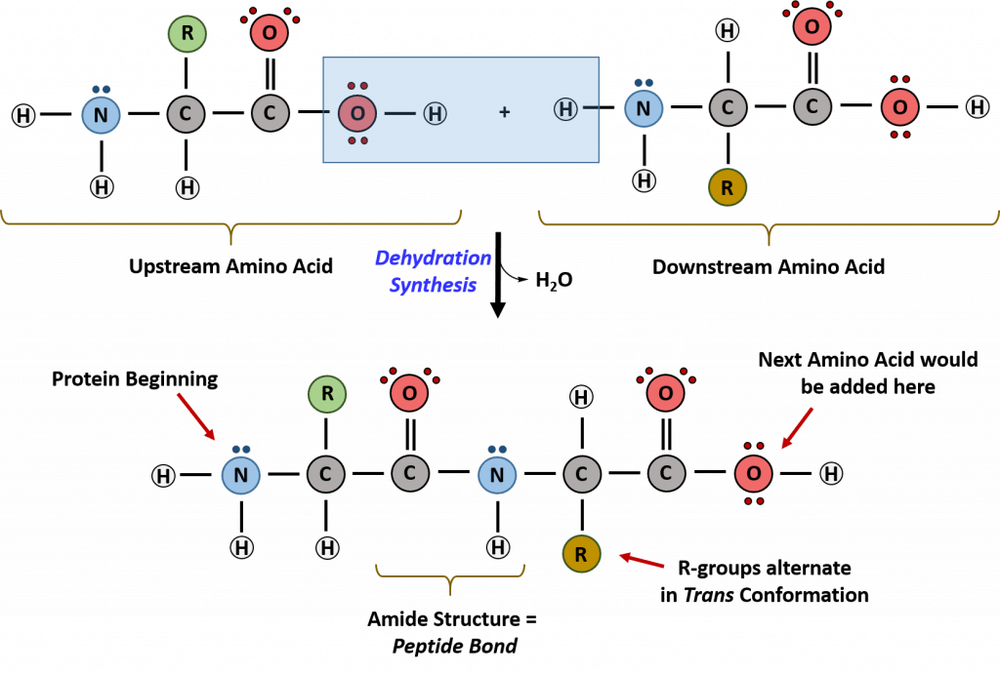 R O H O
H N C C O H + H N C C O H
H H H R
Upstream Amino Acid
Downstream Amino Acid
Dehydration
Synthesis
H₂O
Protein Beginning
Next Amino Acid would
be added here
R O H O
H N C C N C C O H
H H H R
R-groups alternate
in Trans Conformation
Amide Structure =
Peptide Bond